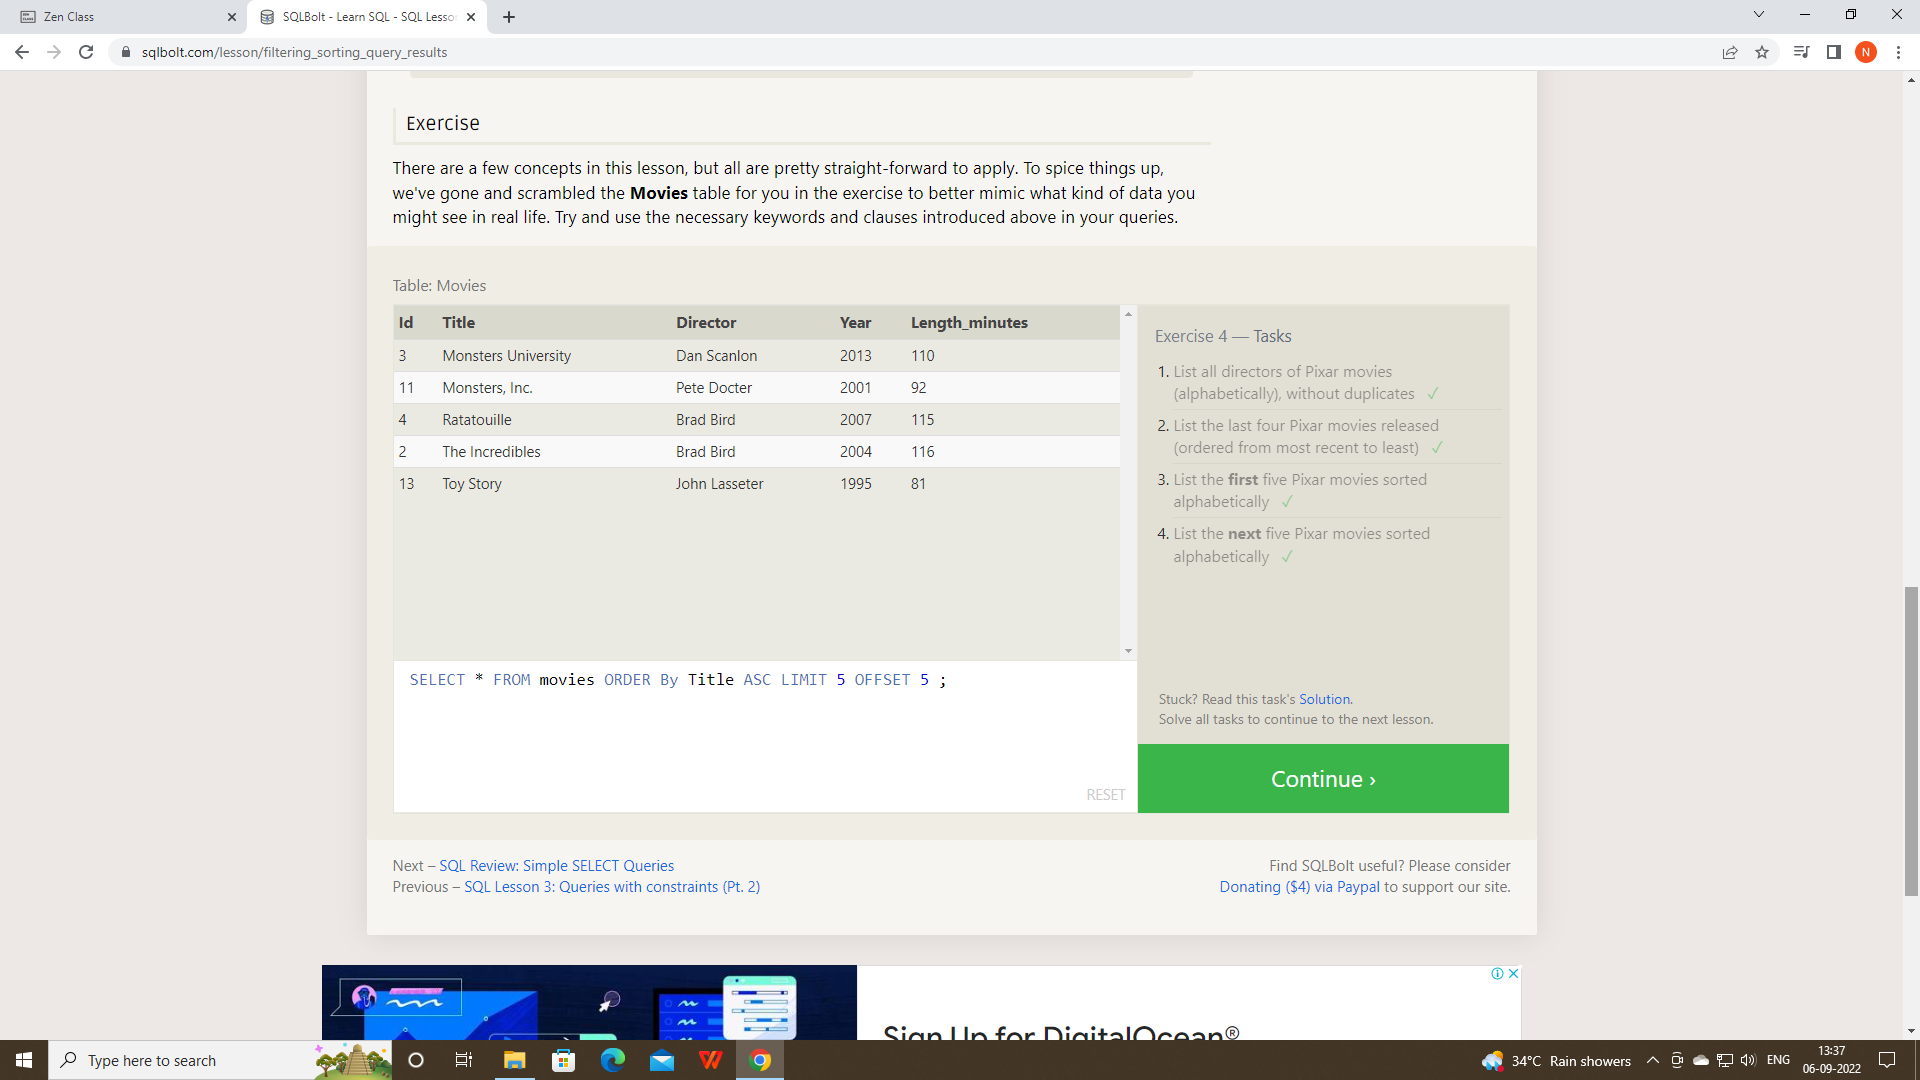 Zen Class
SQLBolt - Learn SQL - SQL Lesso
sqlbolt.com/lesson/filtering_sorting_query_results
N
Exercise
There are a few concepts in this lesson, but all are pretty straight-forward to apply. To spice things up,
we've gone and scrambled the Movies table for you in the exercise to better mimic what kind of data you
might see in real life. Try and use the necessary keywords and clauses introduced above in your queries.
Table: Movies
Id Title Director Year Length_minutes
3 Monsters University Dan Scanlon 2013 110
11 Monsters, Inc. Pete Docter 2001 92
4 Ratatouille Brad Bird 2007 115
2 The Incredibles Brad Bird 2004 116
13 Toy Story John Lasseter 1995 81
SELECT * FROM movies ORDER By Title ASC LIMIT 5 OFFSET 5 ;
RESET
Exercise 4 — Tasks
1. List all directors of Pixar movies
(alphabetically), without duplicates ✓
2. List the last four Pixar movies released
(ordered from most recent to least) ✓
3. List the first five Pixar movies sorted
alphabetically ✓
4. List the next five Pixar movies sorted
alphabetically ✓
Stuck? Read this task's Solution.
Solve all tasks to continue to the next lesson.
Continue ›
Next – SQL Review: Simple SELECT Queries
Previous – SQL Lesson 3: Queries with constraints (Pt. 2)
Find SQLBolt useful? Please consider
Donating ($4) via Paypal to support our site.
Sign Up for DigitalOcean®
Type here to search
34°C Rain showers
ENG
13:37
06-09-2022